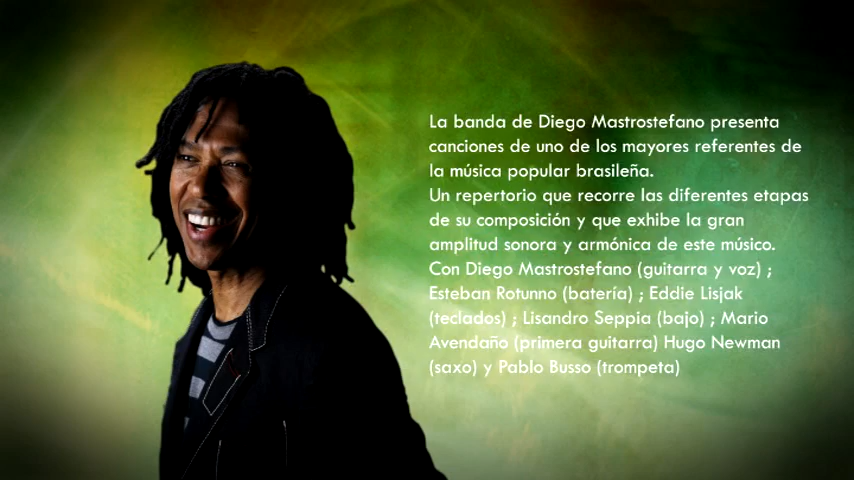 La banda de Diego Mastrostefano presenta
canciones de uno de los mayores referentes de
la música popular brasileña.
Un repertorio que recorre las diferentes etapas
de su composición y que exhibe la gran
amplitud sonora y armónica de este músico.
Con Diego Mastrostefano (guitarra y voz) ;
Esteban Rotunno (batería) ; Eddie Lisjak
(teclados) ; Lisandro Seppia (bajo) ; Mario
Avendaño (primera guitarra) Hugo Newman
(saxo) y Pablo Busso (trompeta)